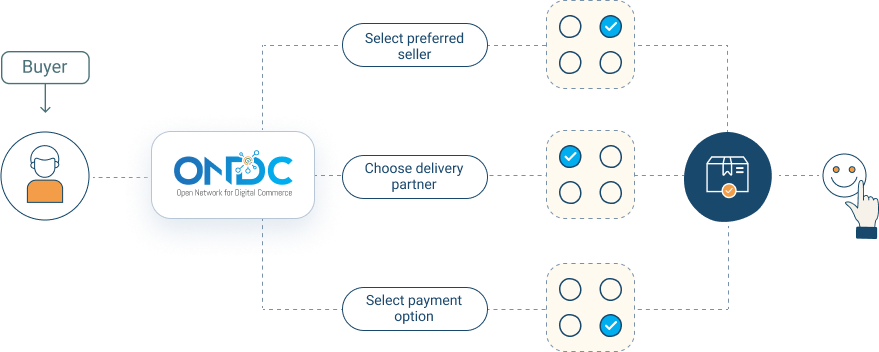 Select preferred
seller
Buyer
ONDC
Open Network for Digital Commerce
Choose delivery
partner
Select payment
option